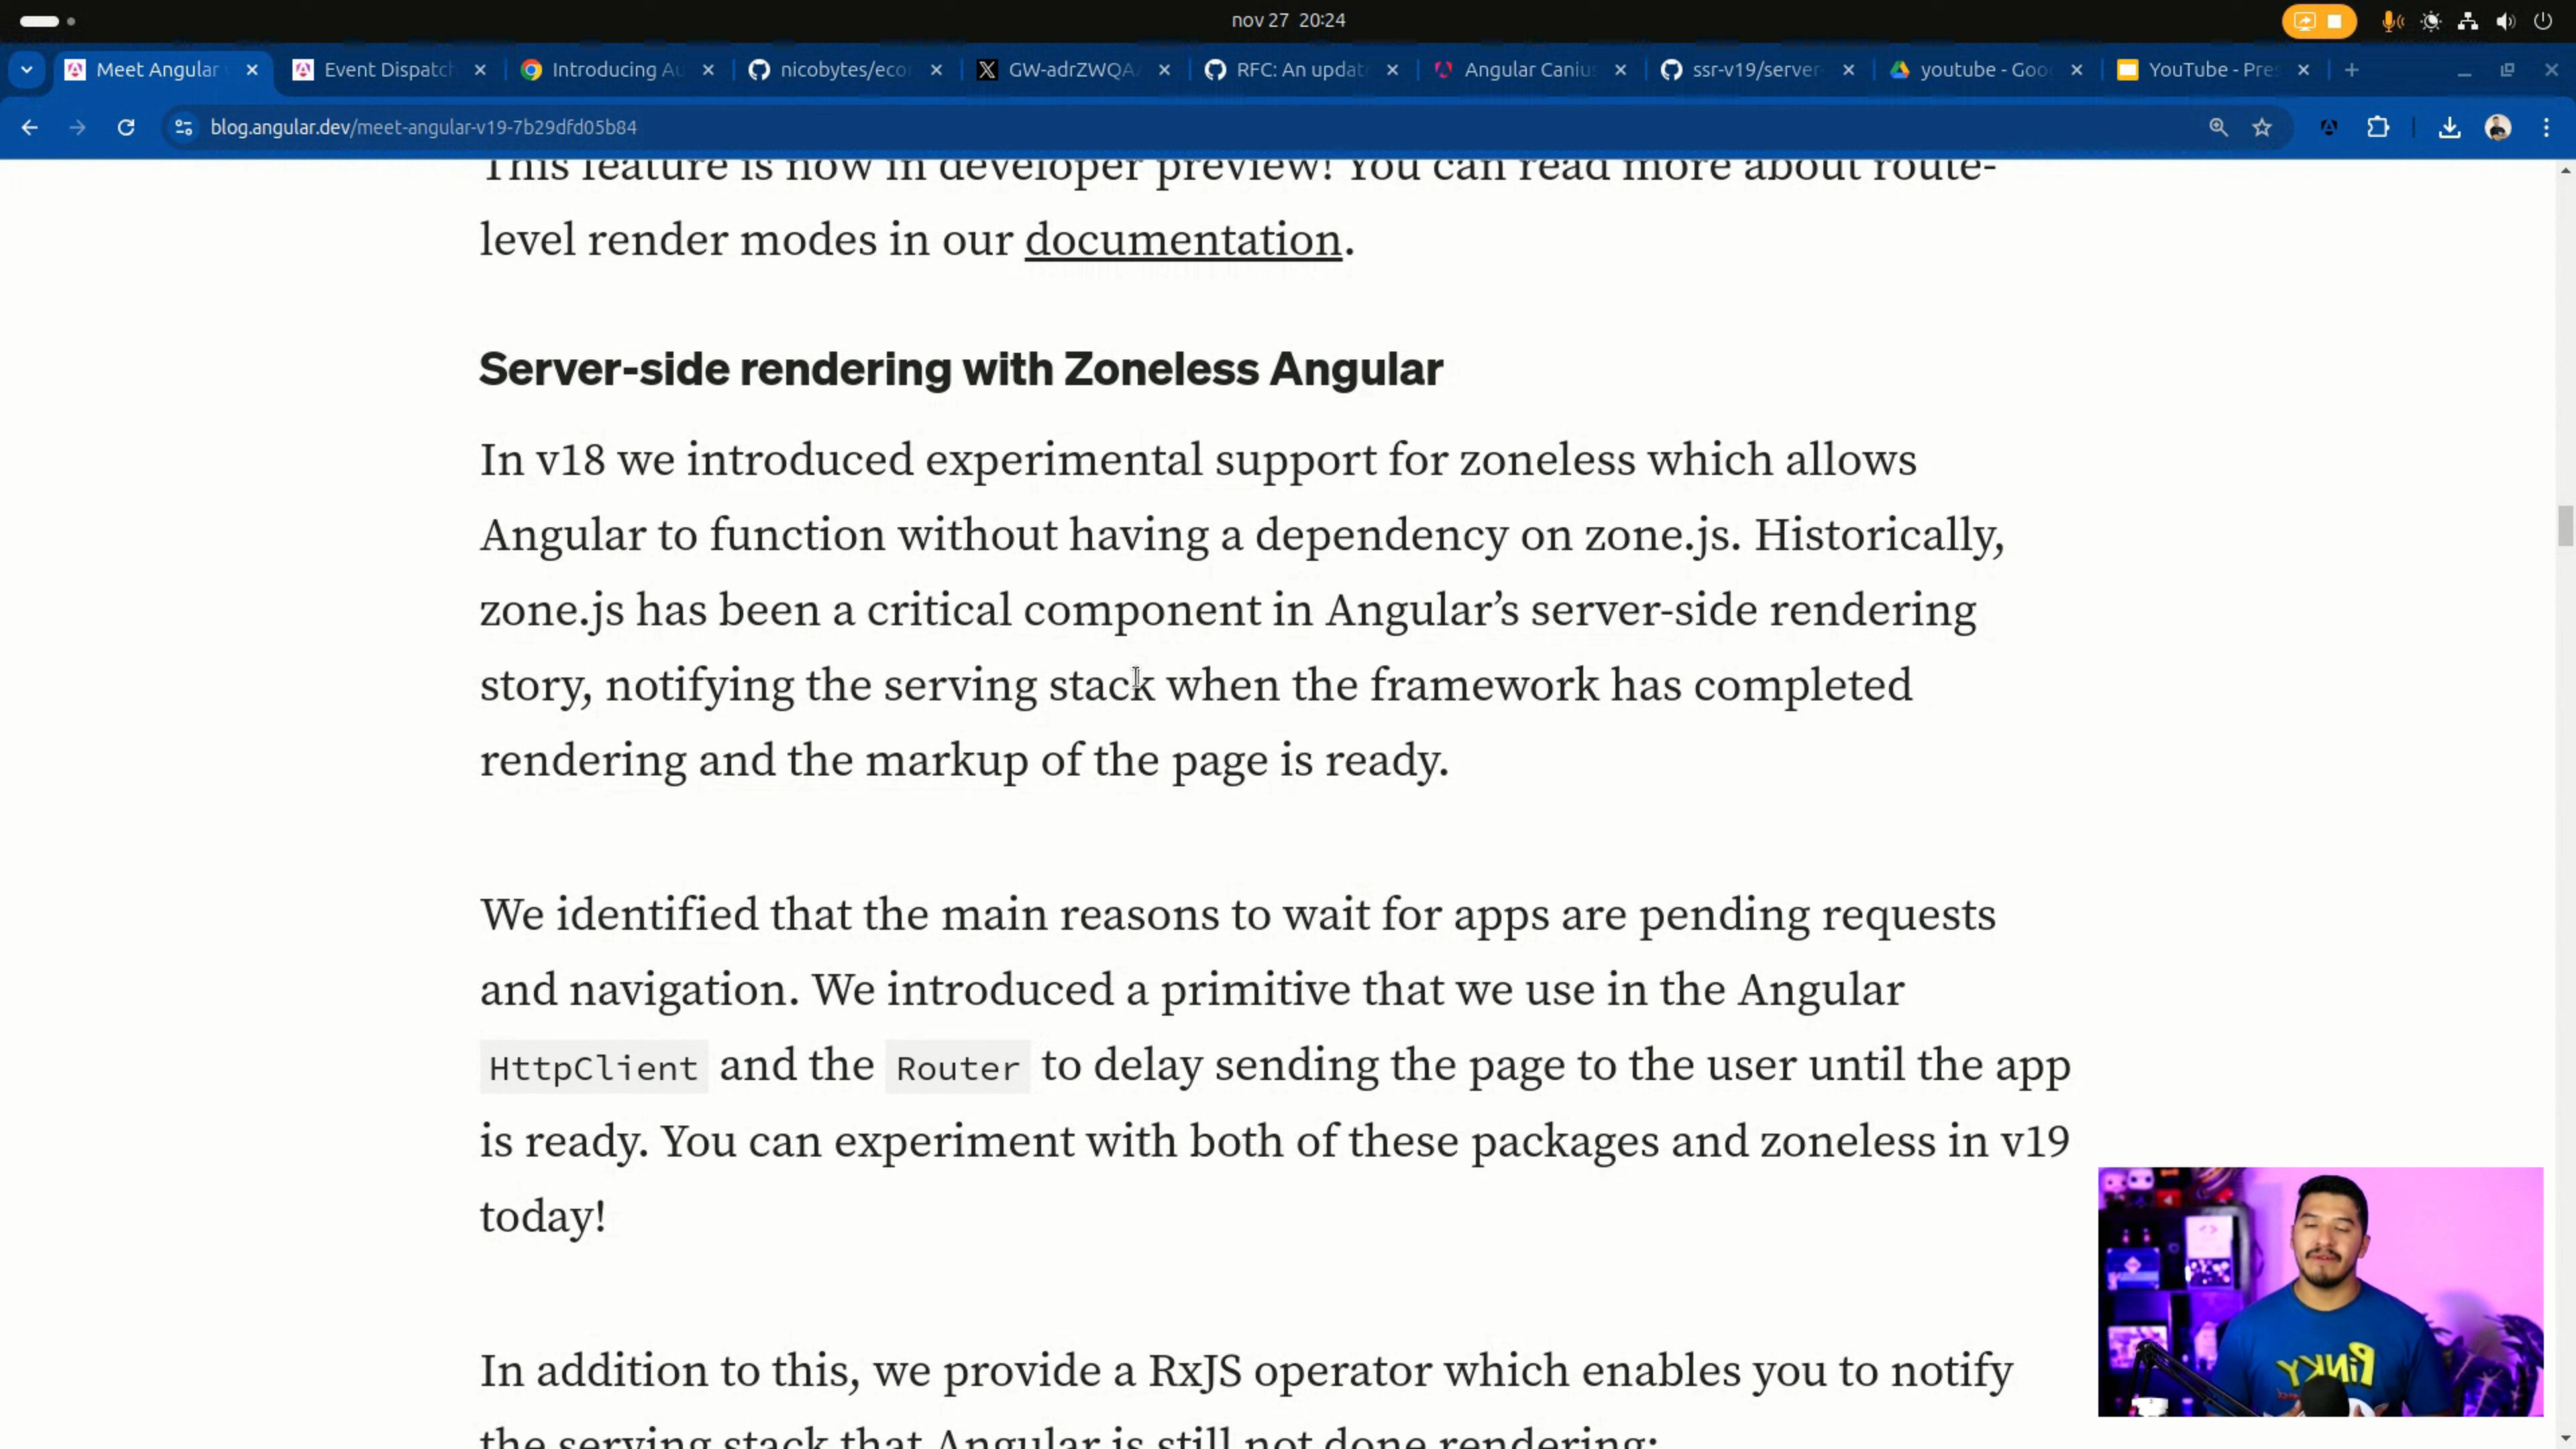 nov 27 20:24
Meet Angular
Event Dispatch
Introducing Au
nicobytes/eco
GW-adrZWQA
RFC: An updat
Angular Caniu
ssr-v19/server
youtube - Goo
YouTube - Pre
blog.angular.dev/meet-angular-v19-7b29dfd05b84
This feature is now in developer preview! You can read more about route-
level render modes in our documentation.
Server-side rendering with Zoneless Angular
In v18 we introduced experimental support for zoneless which allows
Angular to function without having a dependency on zone.js. Historically,
zone.js has been a critical component in Angular’s server-side rendering
story, notifying the serving stack when the framework has completed
rendering and the markup of the page is ready.
We identified that the main reasons to wait for apps are pending requests
and navigation. We introduced a primitive that we use in the Angular
HttpClient and the Router to delay sending the page to the user until the app
is ready. You can experiment with both of these packages and zoneless in v19
today!
In addition to this, we provide a RxJS operator which enables you to notify
the serving stack that Angular is still not done rendering: